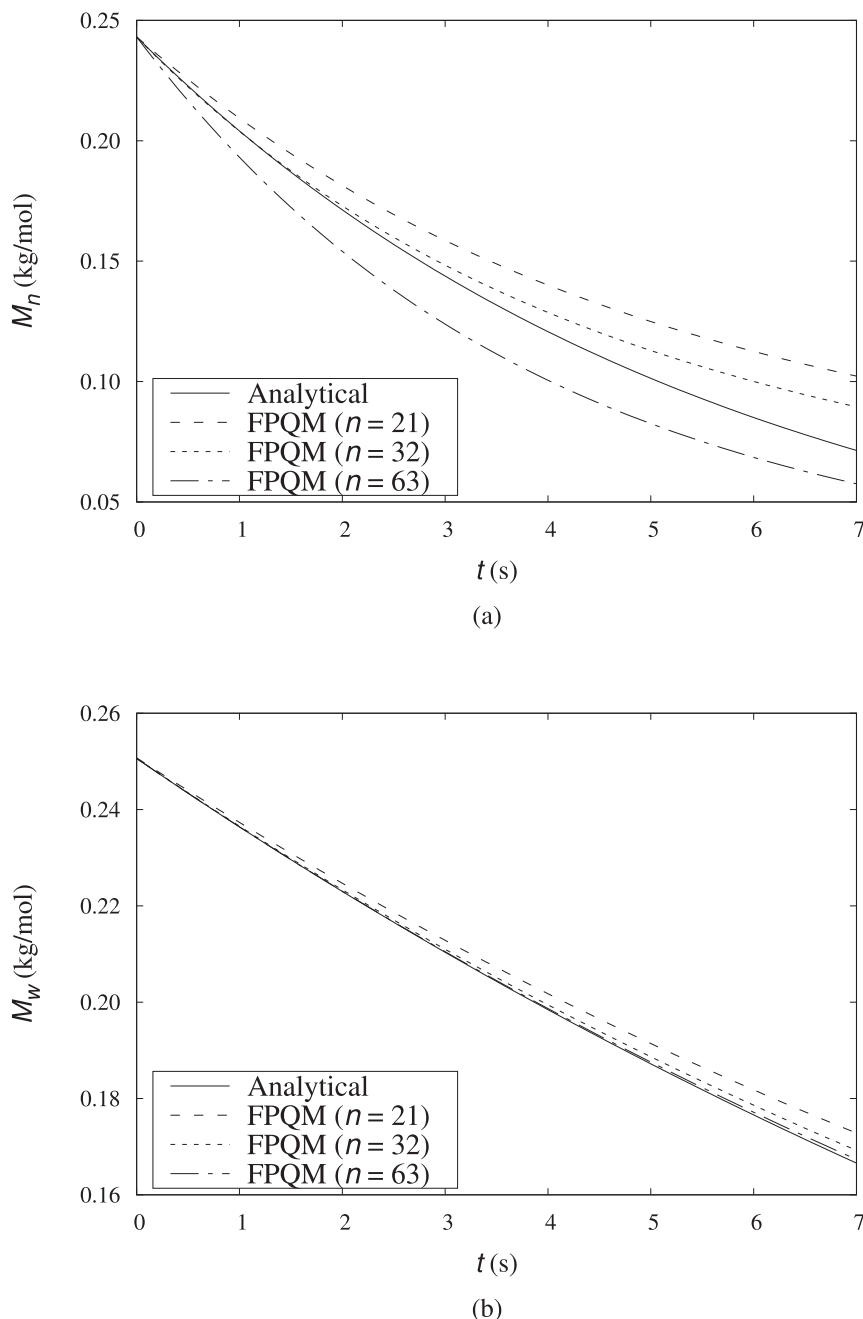 0.25
0.20
0.15
0.10
0.05
M_n (kg/mol)
Analytical
FPQM (n = 21)
FPQM (n = 32)
FPQM (n = 63)
0 1 2 3 4 5 6 7
t (s)
(a)
0.26
0.24
0.22
0.20
0.18
0.16
M_w (kg/mol)
Analytical
FPQM (n = 21)
FPQM (n = 32)
FPQM (n = 63)
0 1 2 3 4 5 6 7
t (s)
(b)